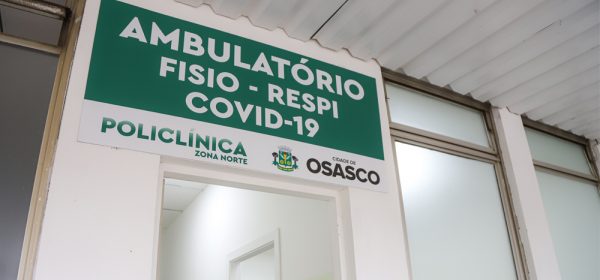 AMBULATÓRIO
FISIO - RESPI
COVID-19
POLICLÍNICA
ZONA NORTE
CIDADE DE
OSASCO